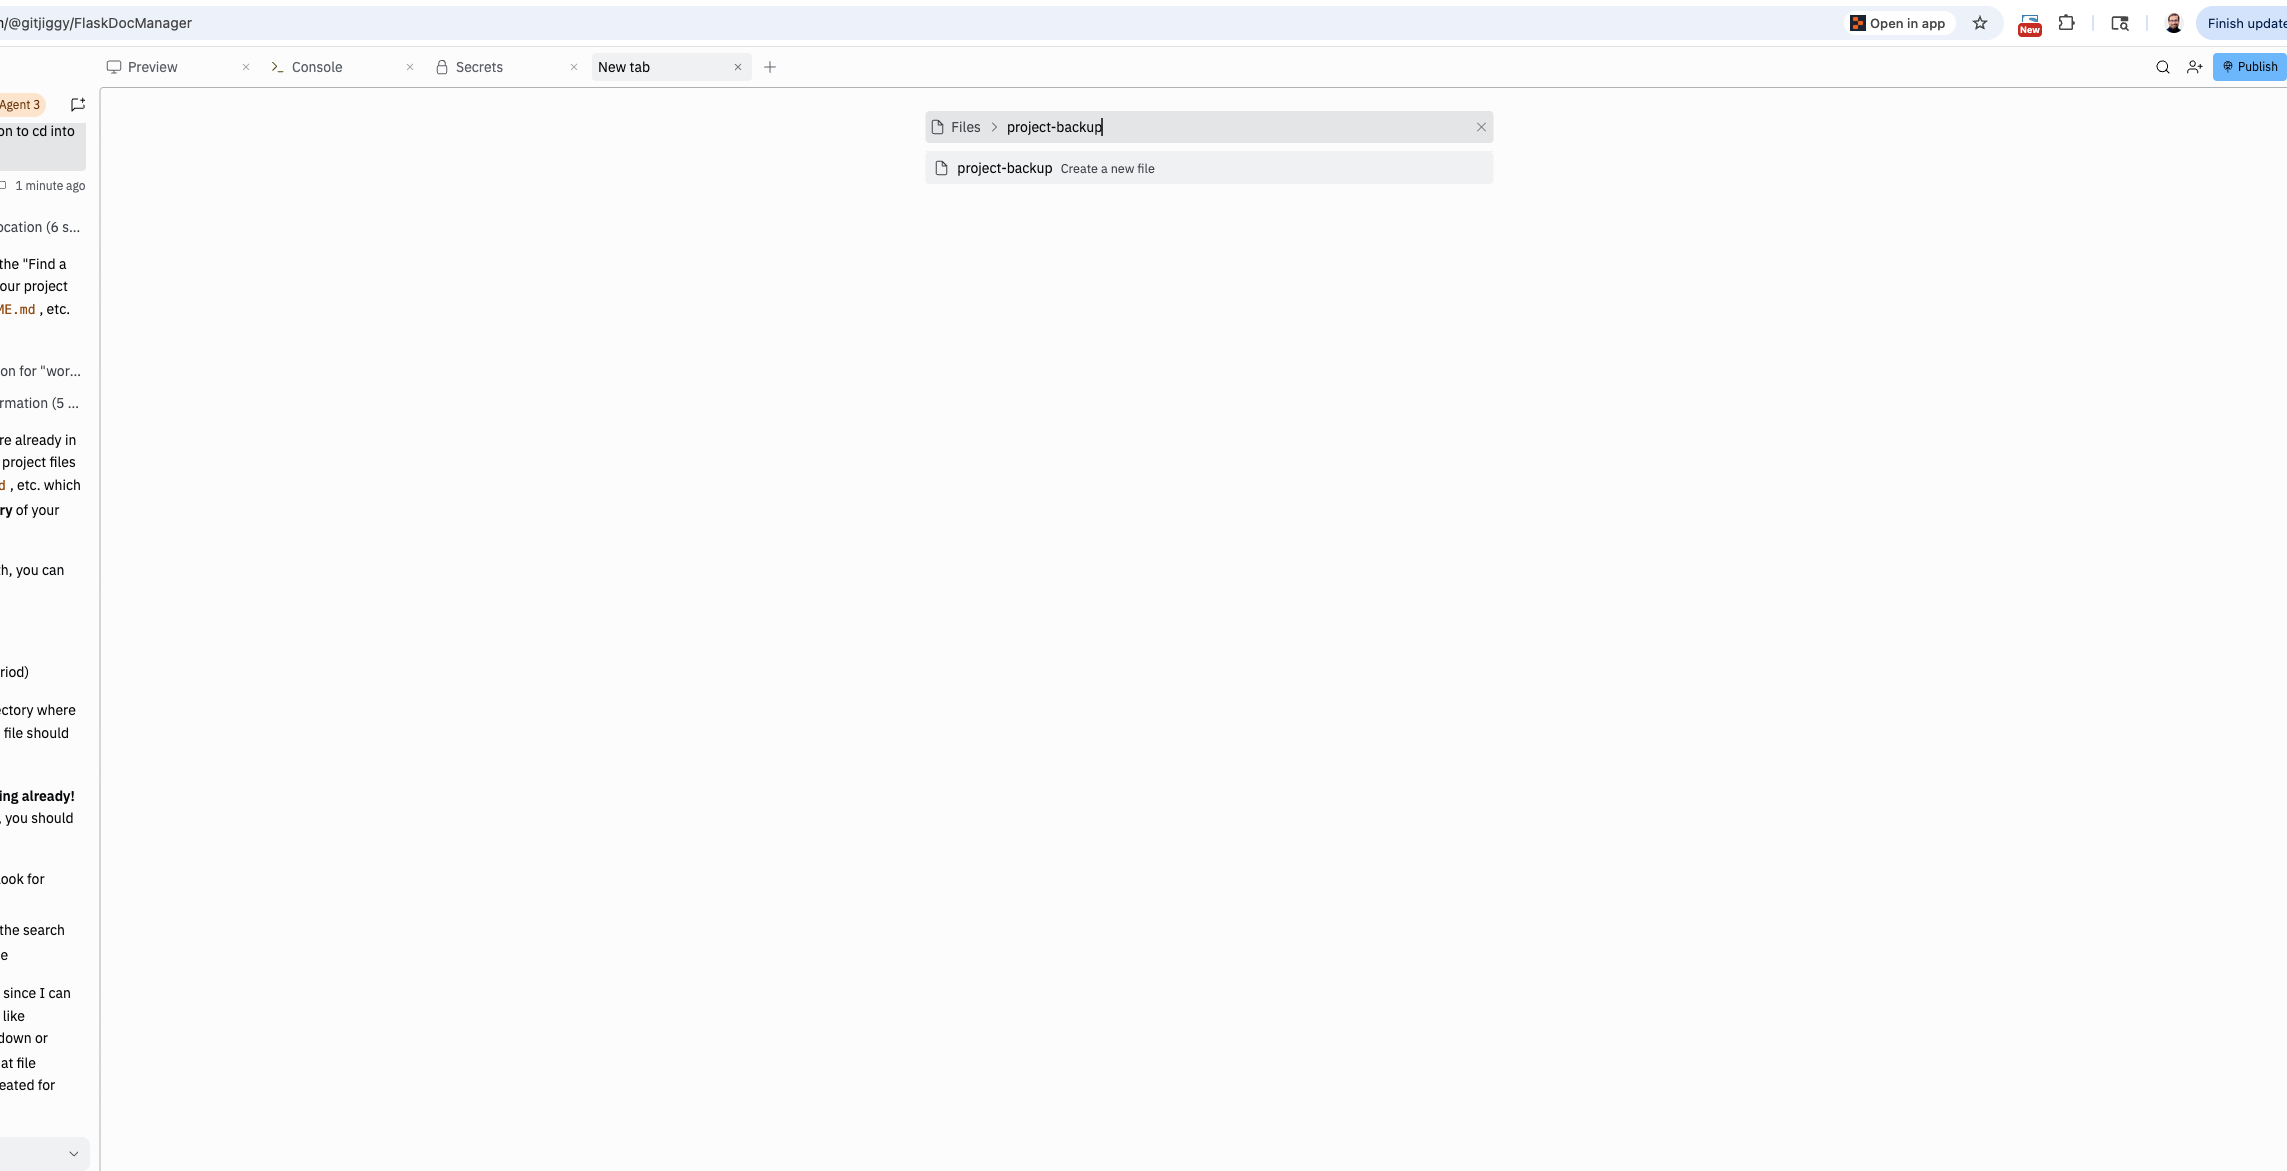 /@gitjiggy/FlaskDocManager
Open in app
New
Finish update
Preview
Console
Secrets
New tab
Publish
Agent 3
on to cd into
1 minute ago
ocation (6 s...
the "Find a
our project
ME.md , etc.
on for "wor...
rmation (5 ...
re already in
project files
d , etc. which
ry of your
h, you can
riod)
ectory where
file should
ing already!
, you should
ook for
the search
e
since I can
like
down or
at file
eated for
Files > project-backup
project-backup Create a new file